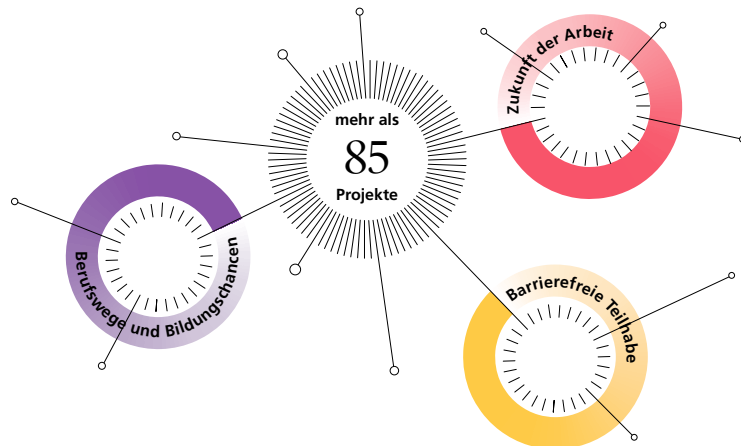 mehr als
85
Projekte
Zukunft der Arbeit
Berufswege und Bildungschancen
Barrierefreie Teilhabe